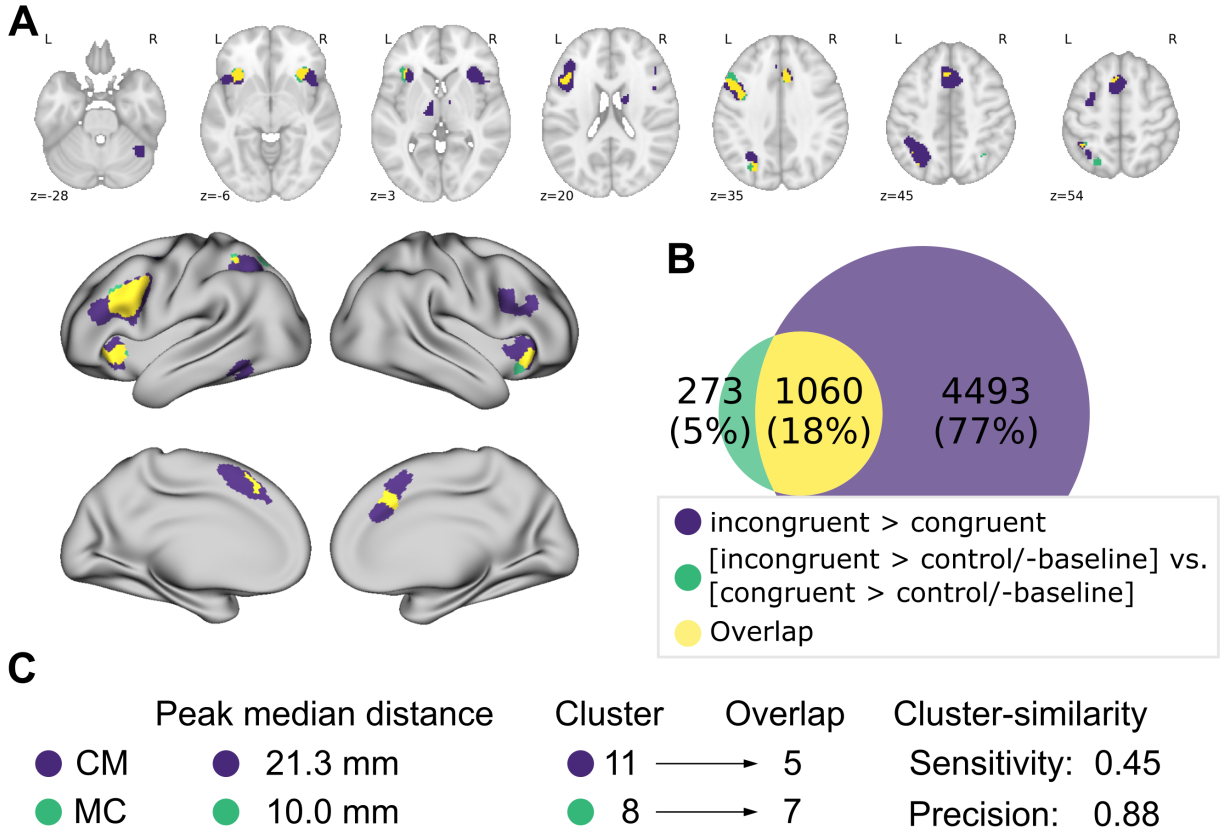 A
L R L R L R L R L R L R L R
z=-28 z=-6 z=3 z=20 z=35 z=45 z=54
B
273 1060 4493
(5%) (18%) (77%)
incongruent > congruent
[incongruent > control/-baseline] vs.
[congruent > control/-baseline]
Overlap
C
Peak median distance Cluster Overlap Cluster-similarity
CM 21.3 mm 11 5 Sensitivity: 0.45
MC 10.0 mm 8 7 Precision: 0.88